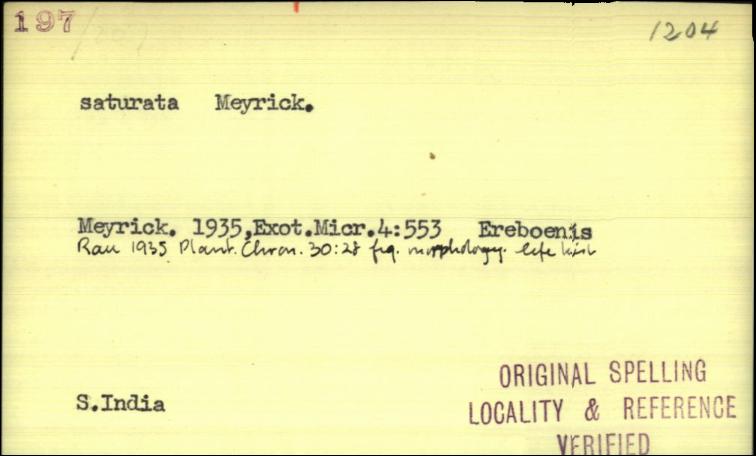 197
1204
saturata Meyrick.
Meyrick. 1935,Exot.Micr.4:553 Ereboenis
Rau 1935 Plant. Chron. 30:28 fig. morphology. life hist
S.India
ORIGINAL SPELLING
LOCALITY & REFERENCE
VERIFIED